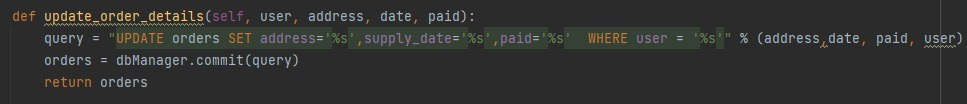 def update_order_details(self, user, address, date, paid):
    query = "UPDATE orders SET address='%s',supply_date='%s',paid='%s'  WHERE user = '%s'" % (address,date, paid, user)
    orders = dbManager.commit(query)
    return orders